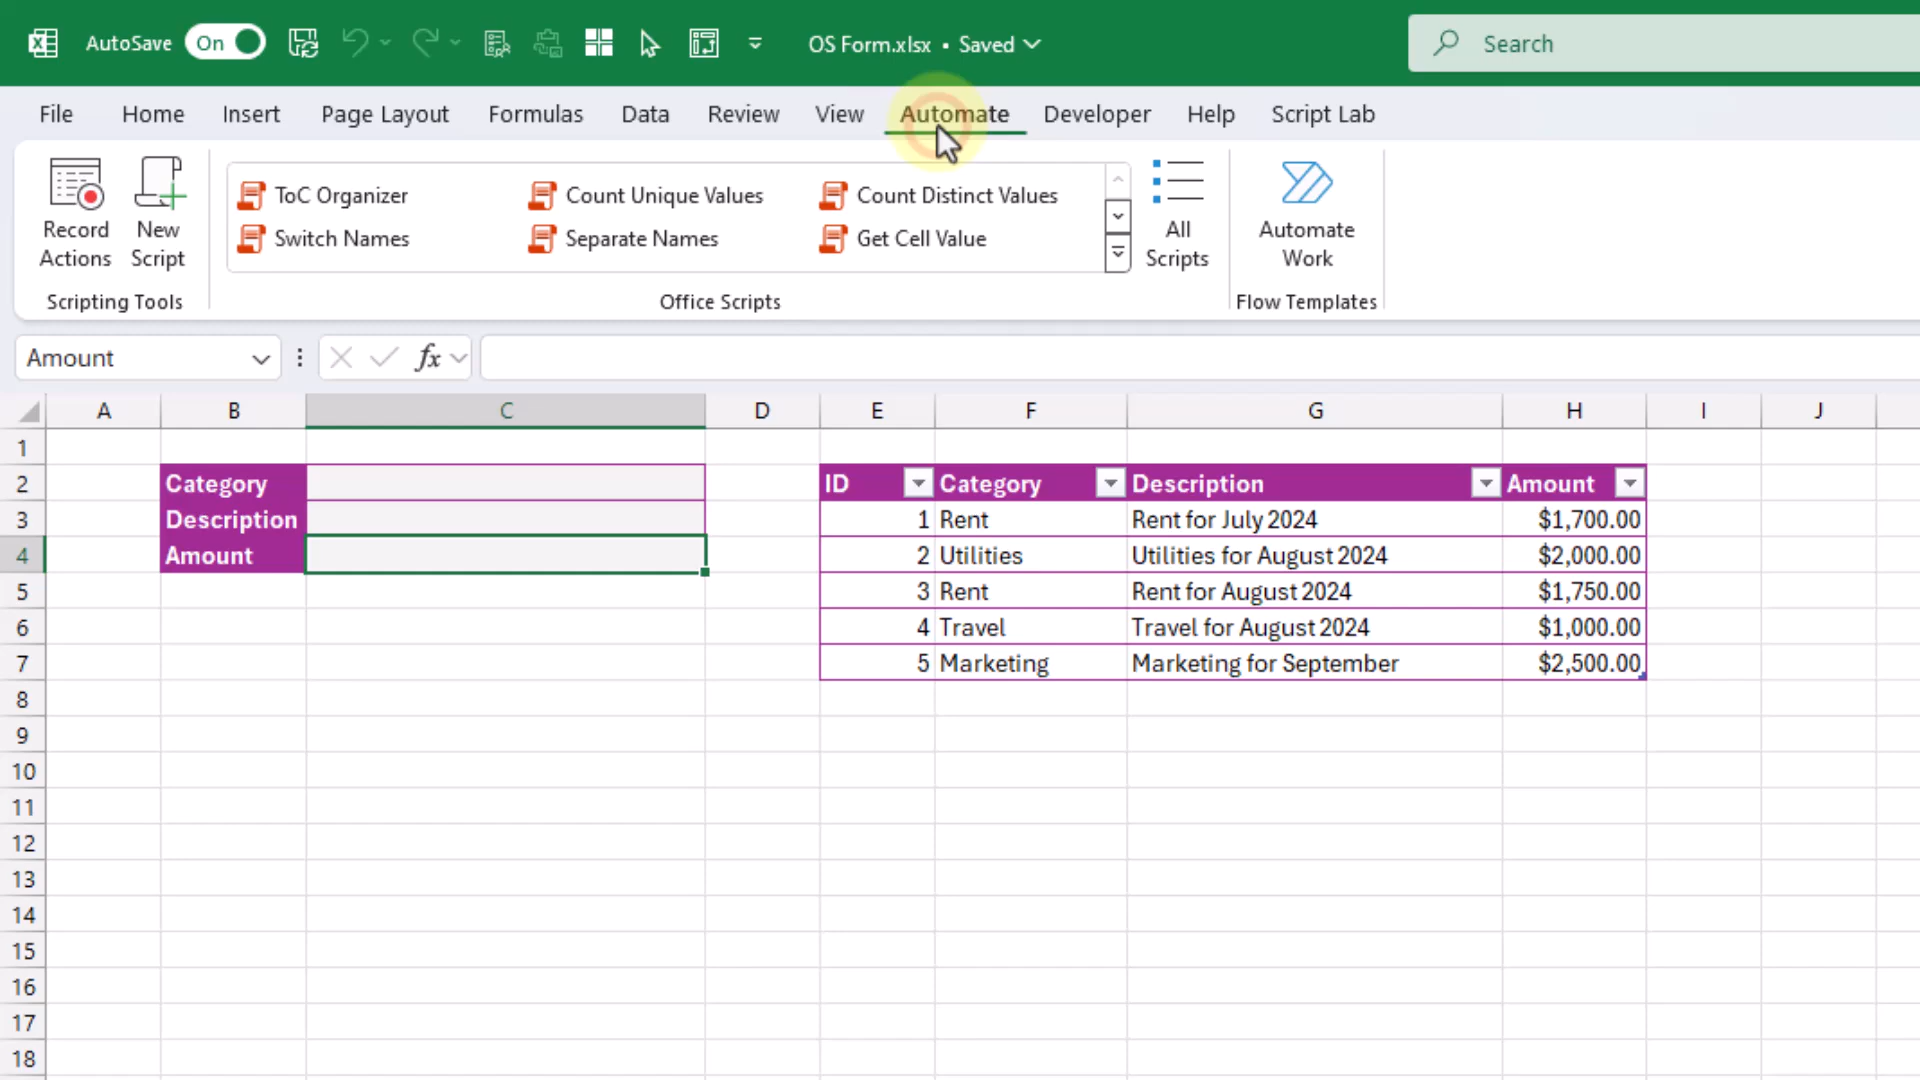 AutoSave On OS Form.xlsx • Saved Search
File Home Insert Page Layout Formulas Data Review View Automate Developer Help Script Lab
ToC Organizer Count Unique Values Count Distinct Values
Switch Names Separate Names Get Cell Value
Record Actions New Script All Scripts Automate Work
Scripting Tools Office Scripts Flow Templates
Amount fx
A B C D E F G H I J
1
2 Category ID Category Description Amount
3 Description 1 Rent Rent for July 2024 $1,700.00
4 Amount 2 Utilities Utilities for August 2024 $2,000.00
5 3 Rent Rent for August 2024 $1,750.00
6 4 Travel Travel for August 2024 $1,000.00
7 5 Marketing Marketing for September $2,500.00
8
9
10
11
12
13
14
15
16
17
18